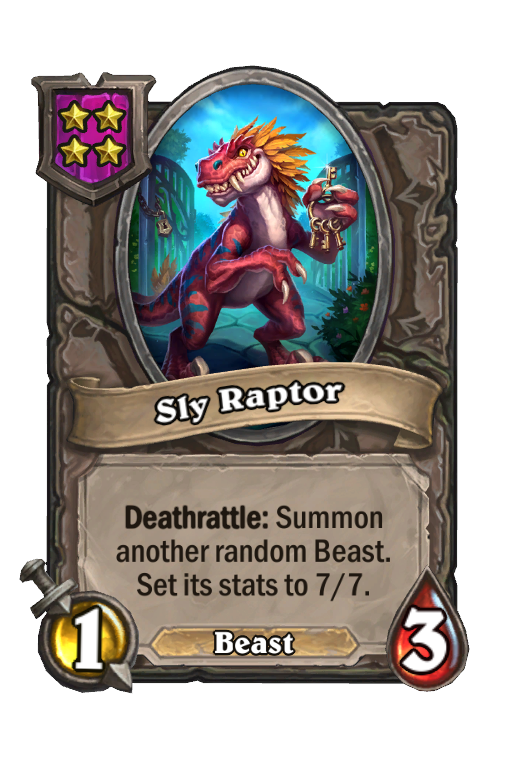 Sly Raptor
Deathrattle: Summon
another random Beast.
Set its stats to 7/7.
1
Beast
3